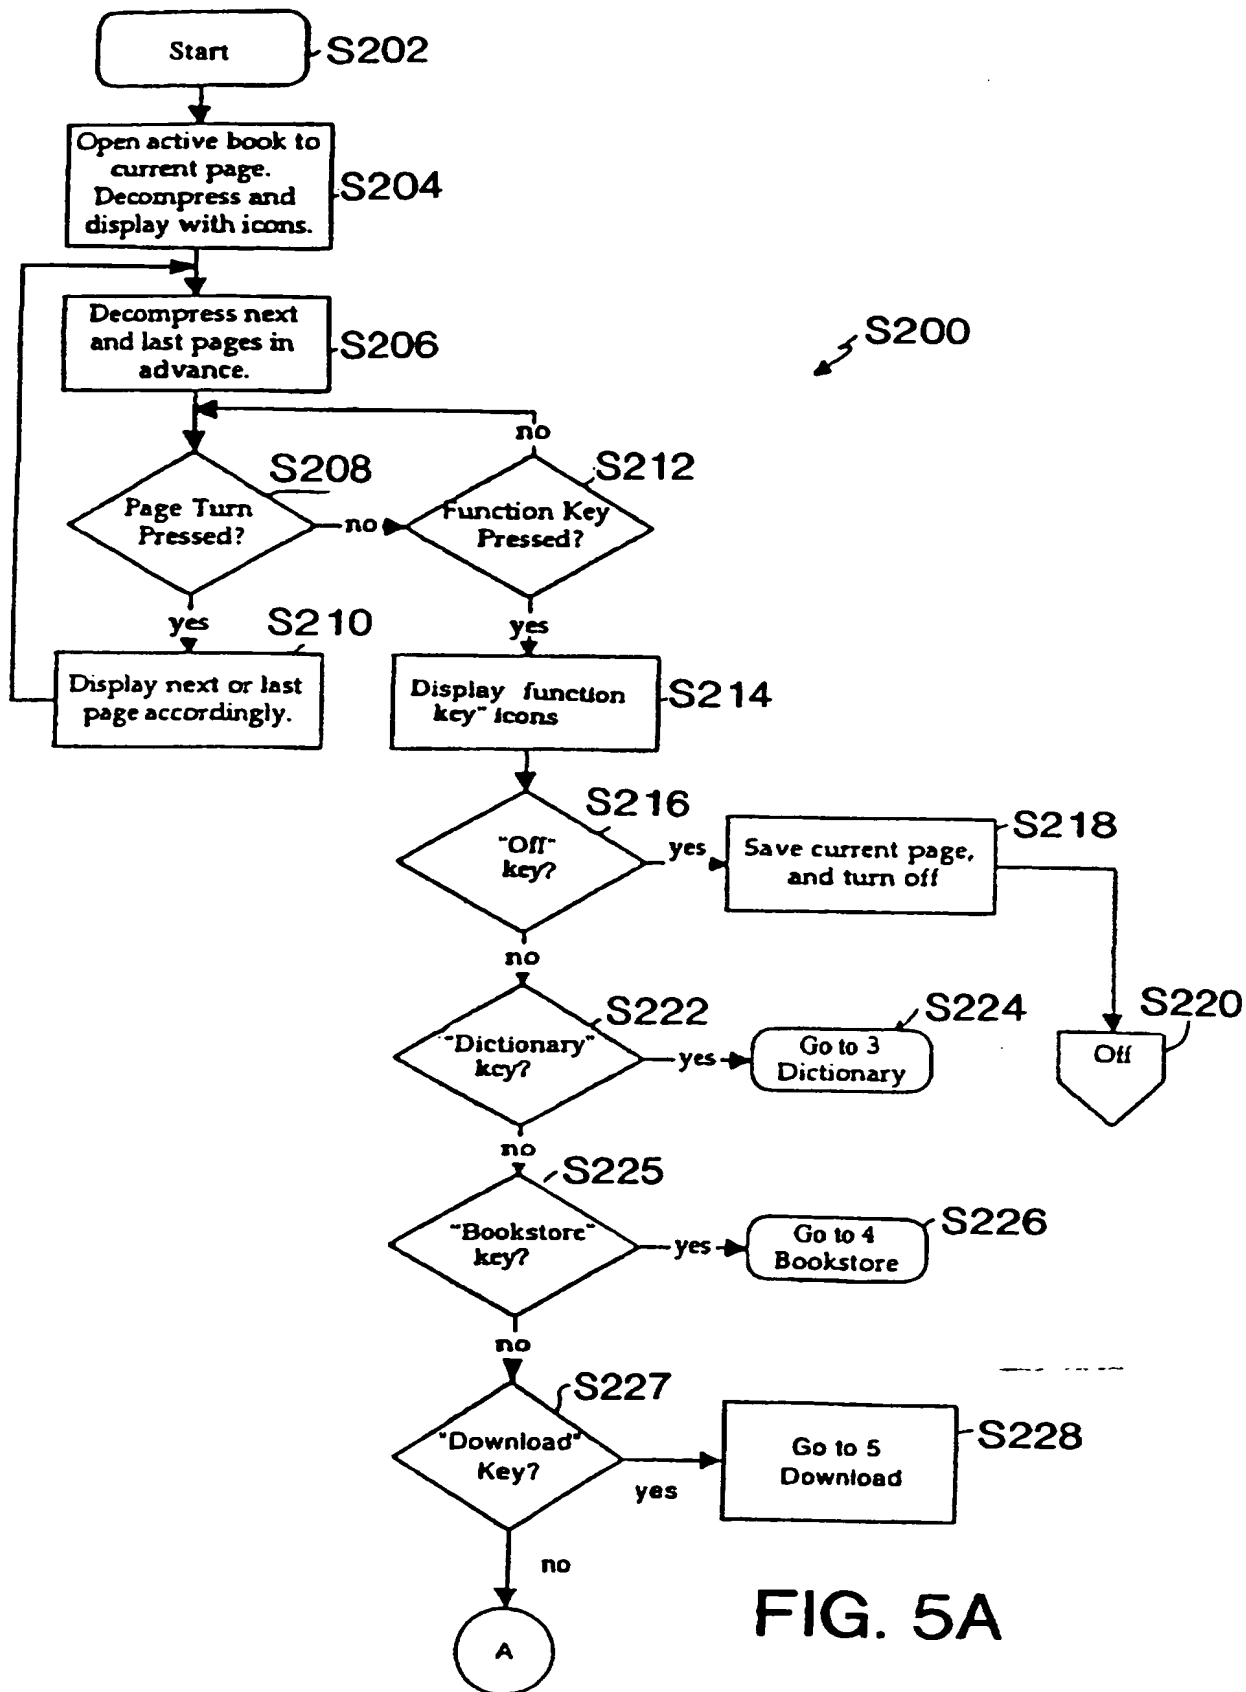 Start
S202
Open active book to
current page.
Decompress and
display with icons.
S204
Decompress next
and last pages in
advance.
S206
S200
no
S208
S212
Page Turn
Pressed?
no
Function Key
Pressed?
yes
S210
yes
Display next or last
page accordingly.
Display function
key" icons
S214
S216
"Off"
key?
yes
Save current page,
and turn off
S218
no
S222
"Dictionary"
key?
yes
Go to 3
Dictionary
S224
S220
Off
no
S225
"Bookstore"
key?
yes
Go to 4
Bookstore
S226
no
S227
"Download"
Key?
yes
Go to 5
Download
S228
no
A
FIG. 5A